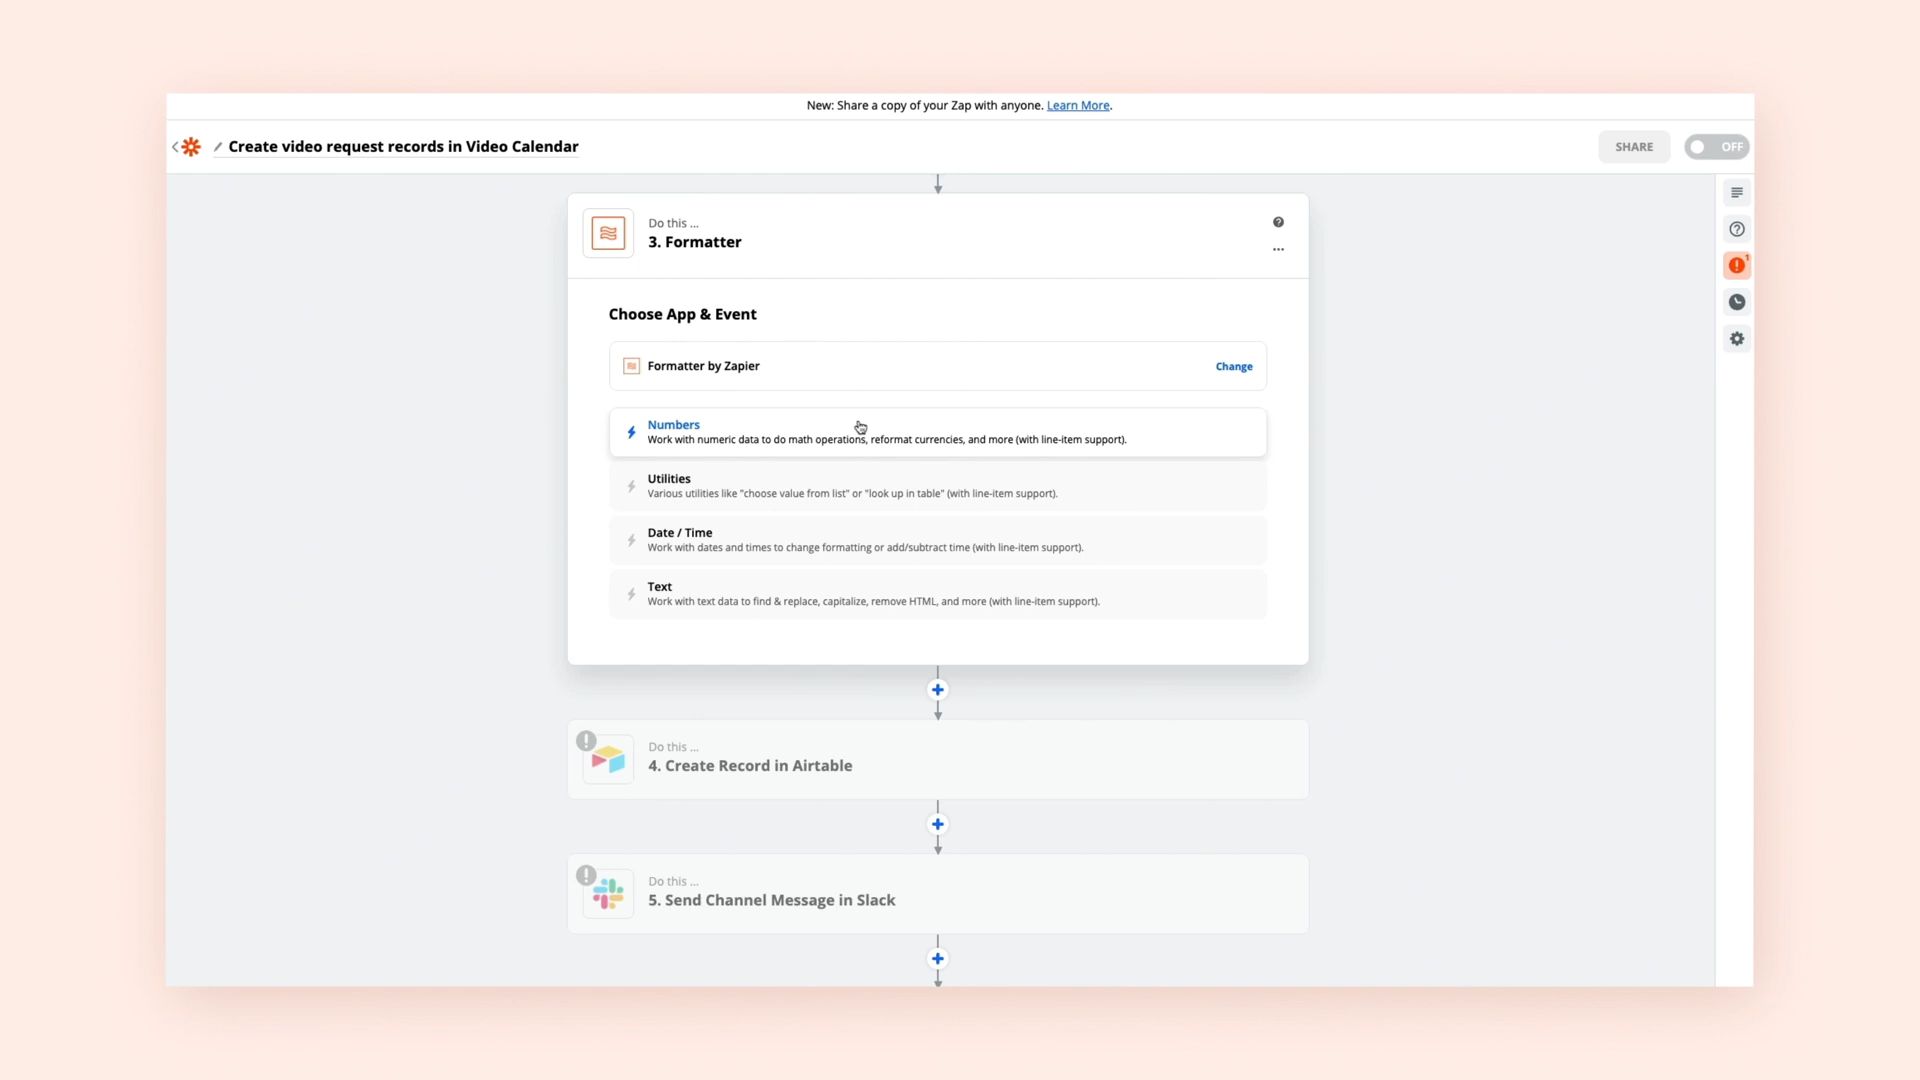 New: Share a copy of your Zap with anyone. Learn More.
Create video request records in Video Calendar
SHARE
OFF
1
Do this ...
3. Formatter
Choose App & Event
Formatter by Zapier
Change
Numbers
Work with numeric data to do math operations, reformat currencies, and more (with line-item support).
Utilities
Various utilities like "choose value from list" or "look up in table" (with line-item support).
Date / Time
Work with dates and times to change formatting or add/subtract time (with line-item support).
Text
Work with text data to find & replace, capitalize, remove HTML, and more (with line-item support).
Do this ...
4. Create Record in Airtable
Do this ...
5. Send Channel Message in Slack